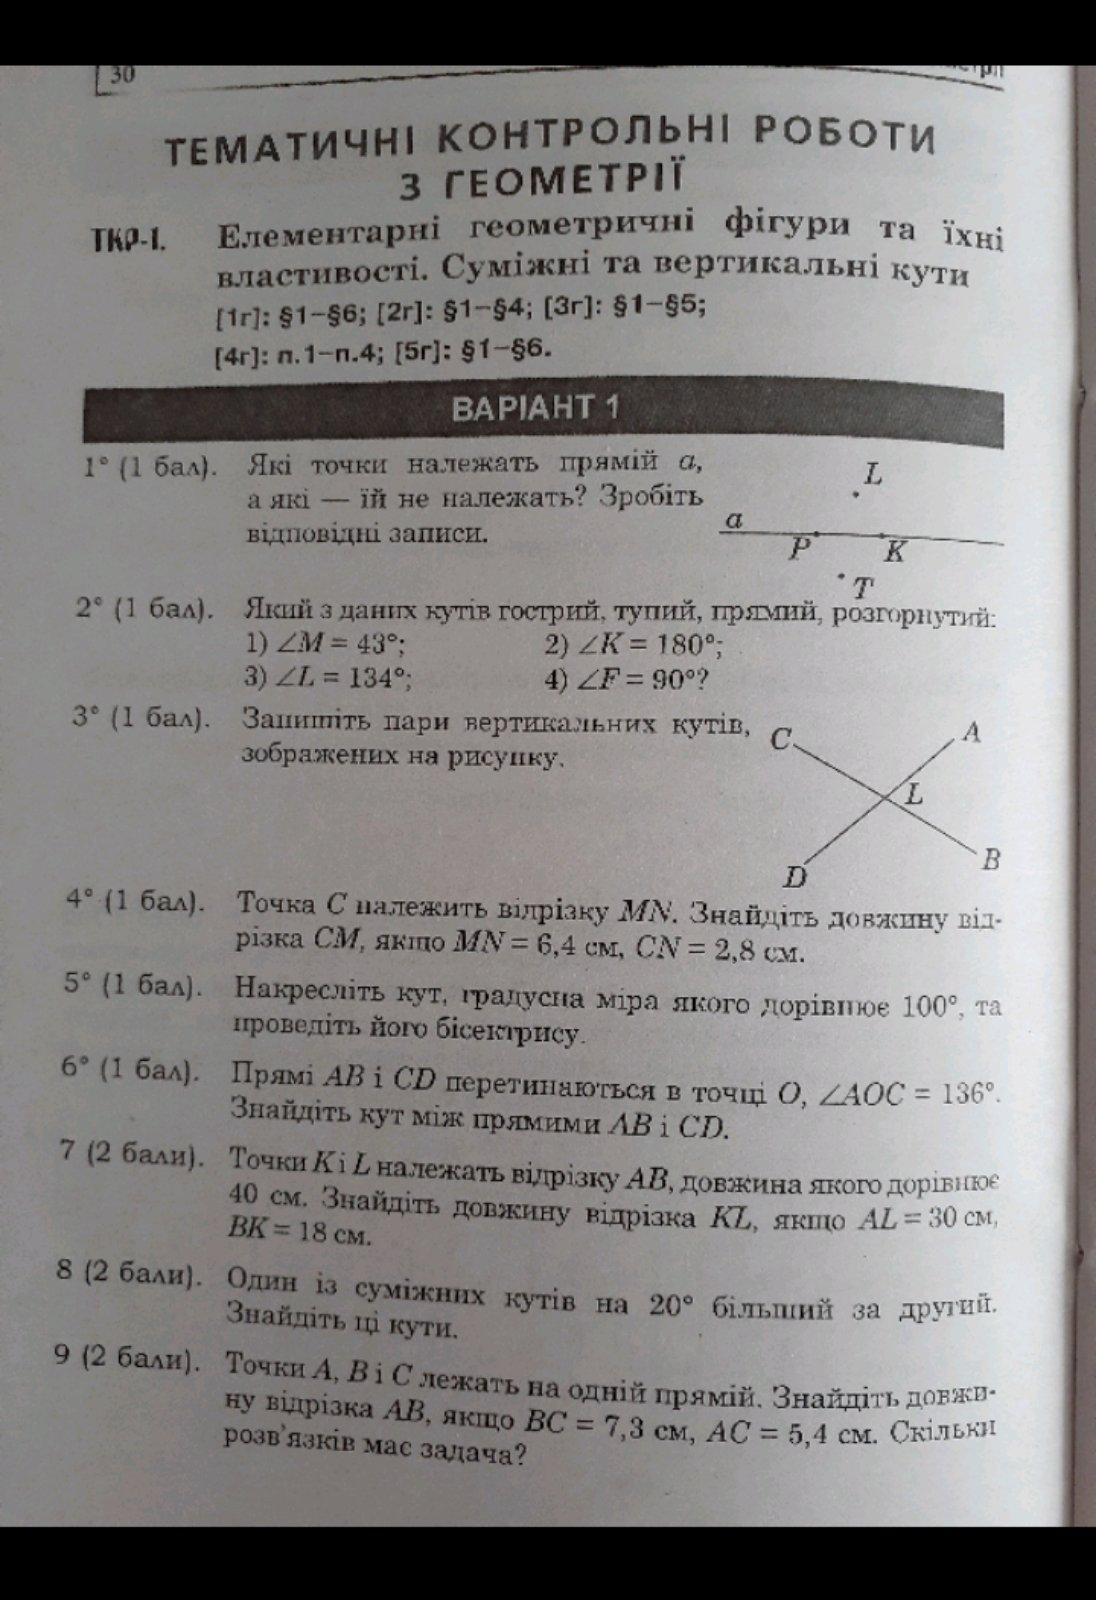 30
ТЕМАТИЧНІ КОНТРОЛЬНІ РОБОТИ
З ГЕОМЕТРІЇ
ТКР-1. Елементарні геометричні фігури та їхні
властивості. Суміжні та вертикальні кути
[1г]: §1–§6; [2г]: §1–§4; [3г]: §1–§5;
[4г]: п.1–п.4; [5г]: §1–§6.
ВАРІАНТ 1
1° (1 бал). Які точки належать прямій a,
а які — їй не належать? Зробіть
відповідні записи.
L
a
P K
T
2° (1 бал). Який з даних кутів гострий, тупий, прямий, розгорнутий:
1) ∠M = 43°; 2) ∠K = 180°;
3) ∠L = 134°; 4) ∠F = 90°?
3° (1 бал). Запишіть пари вертикальних кутів,
зображених на рисунку.
C A
L
D B
4° (1 бал). Точка C належить відрізку MN. Знайдіть довжину від-
різка CM, якщо MN = 6,4 см, CN = 2,8 см.
5° (1 бал). Накресліть кут, градусна міра якого дорівнює 100°, та
проведіть його бісектрису.
6° (1 бал). Прямі AB і CD перетинаються в точці O, ∠AOC = 136°.
Знайдіть кут між прямими AB і CD.
7 (2 бали). Точки K і L належать відрізку AB, довжина якого дорівнює
40 см. Знайдіть довжину відрізка KL, якщо AL = 30 см,
BK = 18 см.
8 (2 бали). Один із суміжних кутів на 20° більший за другий.
Знайдіть ці кути.
9 (2 бали). Точки A, B і C лежать на одній прямій. Знайдіть довжи-
ну відрізка AB, якщо BC = 7,3 см, AC = 5,4 см. Скільки
розв'язків має задача?